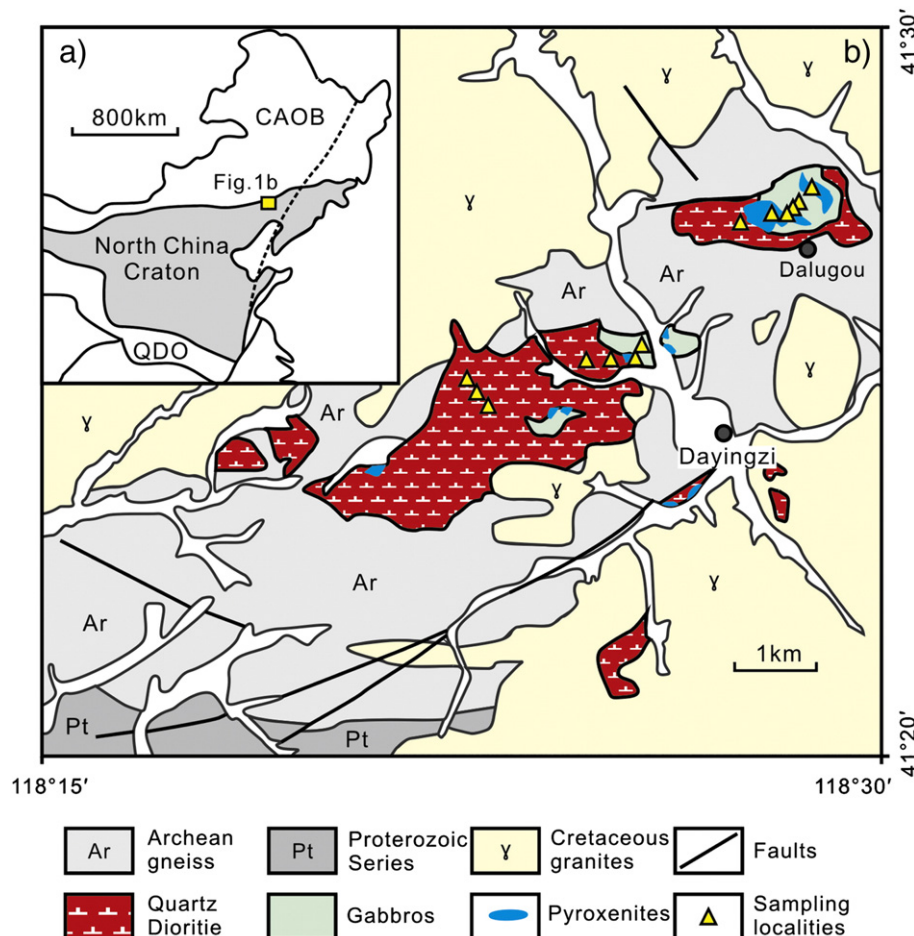 a)
800km
CAOB
Fig.1b
North China
Craton
QDO
b)
ɣ
ɣ
ɣ
Ar
Dalugou
Ar
ɣ
Ar
ɣ
Dayingzi
ɣ
Ar
ɣ
Ar
1km
Pt
Pt
41°30′
41°20′
118°15′
118°30′
Ar
Archean
gneiss
Pt
Proterozoic
Series
ɣ
Cretaceous
granites
Faults
Quartz
Dioritie
Gabbros
Pyroxenites
Sampling
localities